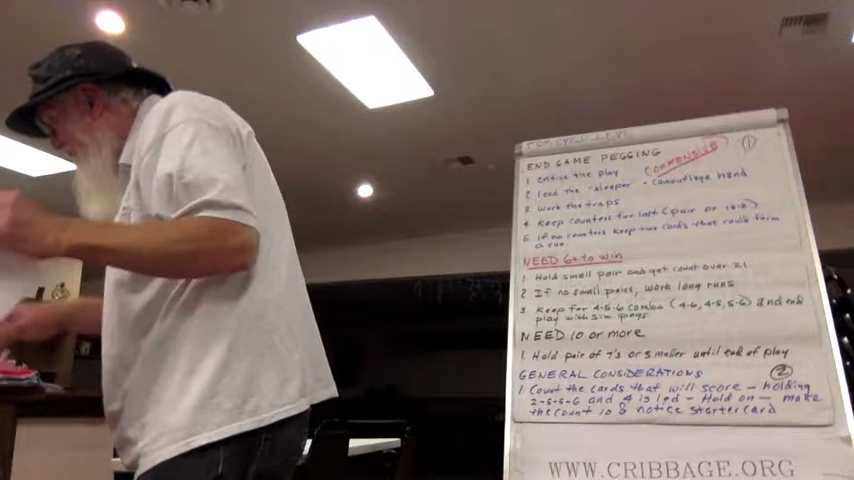 END GAME PEGGING (OFFENSIVE) 1
1 Entice the play
2 Lead the "sleeper" - Camouflage hand
3 Work the traps
4 Keep counters for last 6 pair or 15-2
5 if no counters keep two cards that could form
a run
NEED 6+ to win
1 Hold small pair and get count over 21
2 If no small pairs, work long runs
3 Keep for 4-5-6 combo (4-6, 4-5, 5-6) 2nd end
play with six pegs
NEED 10 or more
1. Hold pair of 7's or smaller until end of play
GENERAL CONSIDERATIONS 2
1 Count the cards that will score - holding
2-5-5-6 and 4 is led - Hold on - make
the count 10 & notice starter card
WWW CRIBBAGE ORG